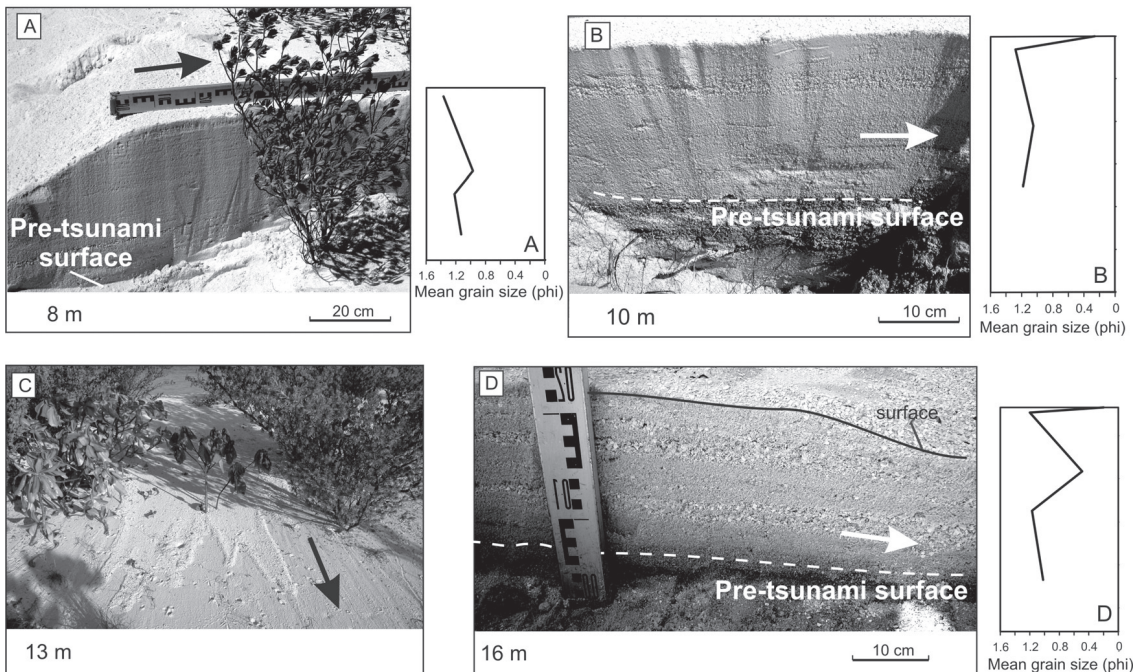 A
Pre-tsunami
surface
8 m
20 cm
A
1.6 1.2 0.8 0.4 0
Mean grain size (phi)
B
Pre-tsunami surface
10 m
10 cm
B
1.6 1.2 0.8 0.4 0
Mean grain size (phi)
C
13 m
D
surface
Pre-tsunami surface
16 m
10 cm
D
1.6 1.2 0.8 0.4 0
Mean grain size (phi)